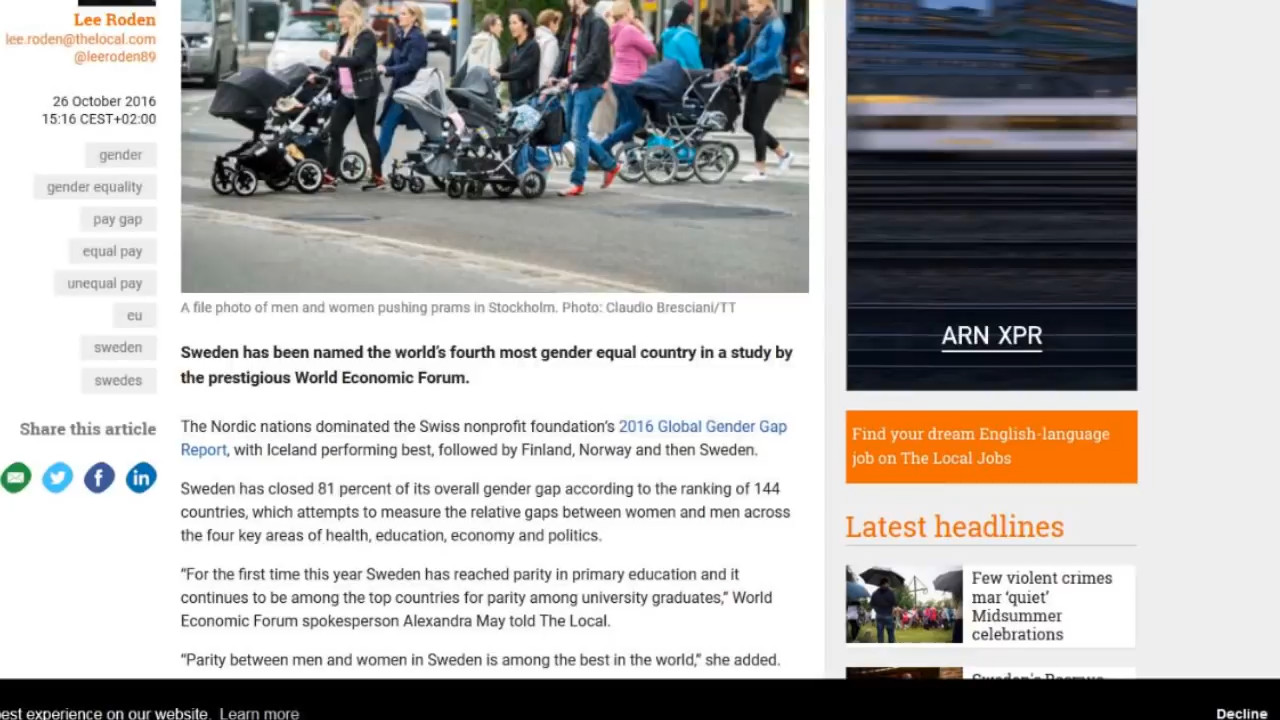 Lee Roden
lee.roden@thelocal.com
@leeroden89
26 October 2016
15:16 CEST+02:00
gender
gender equality
pay gap
equal pay
unequal pay
eu
sweden
swedes
Share this article
A file photo of men and women pushing prams in Stockholm. Photo: Claudio Bresciani/TT
Sweden has been named the world's fourth most gender equal country in a study by
the prestigious World Economic Forum.
The Nordic nations dominated the Swiss nonprofit foundation's 2016 Global Gender Gap
Report, with Iceland performing best, followed by Finland, Norway and then Sweden.
Sweden has closed 81 percent of its overall gender gap according to the ranking of 144
countries, which attempts to measure the relative gaps between women and men across
the four key areas of health, education, economy and politics.
"For the first time this year Sweden has reached parity in primary education and it
continues to be among the top countries for parity among university graduates," World
Economic Forum spokesperson Alexandra May told The Local.
"Parity between men and women in Sweden is among the best in the world," she added.
ARN XPR
Find your dream English-language
job on The Local Jobs
Latest headlines
Few violent crimes
mar 'quiet'
Midsummer
celebrations
Sweden's
experience on our website. Learn more
Decline